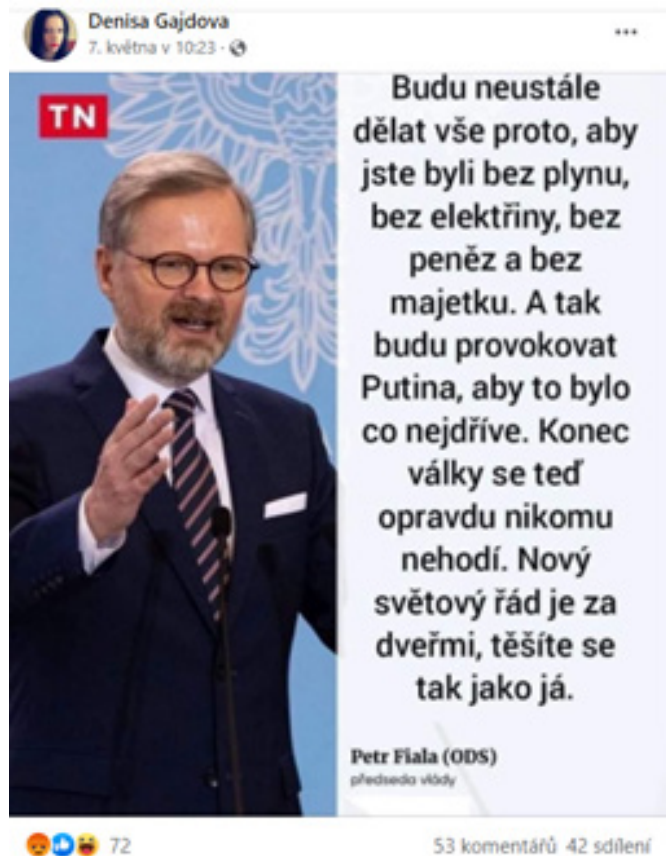 Denisa Gajdova
7. května v 10:23 ·
TN
Budu neustále
dělat vše proto, aby
jste byli bez plynu,
bez elektřiny, bez
peněz a bez
majetku. A tak
budu provokovat
Putina, aby to bylo
co nejdříve. Konec
války se teď
opravdu nikomu
nehodí. Nový
světový řád je za
dveřmi, těšíte se
tak jako já.
Petr Fiala (ODS)
předseda vlády
72
53 komentářů 42 sdílení